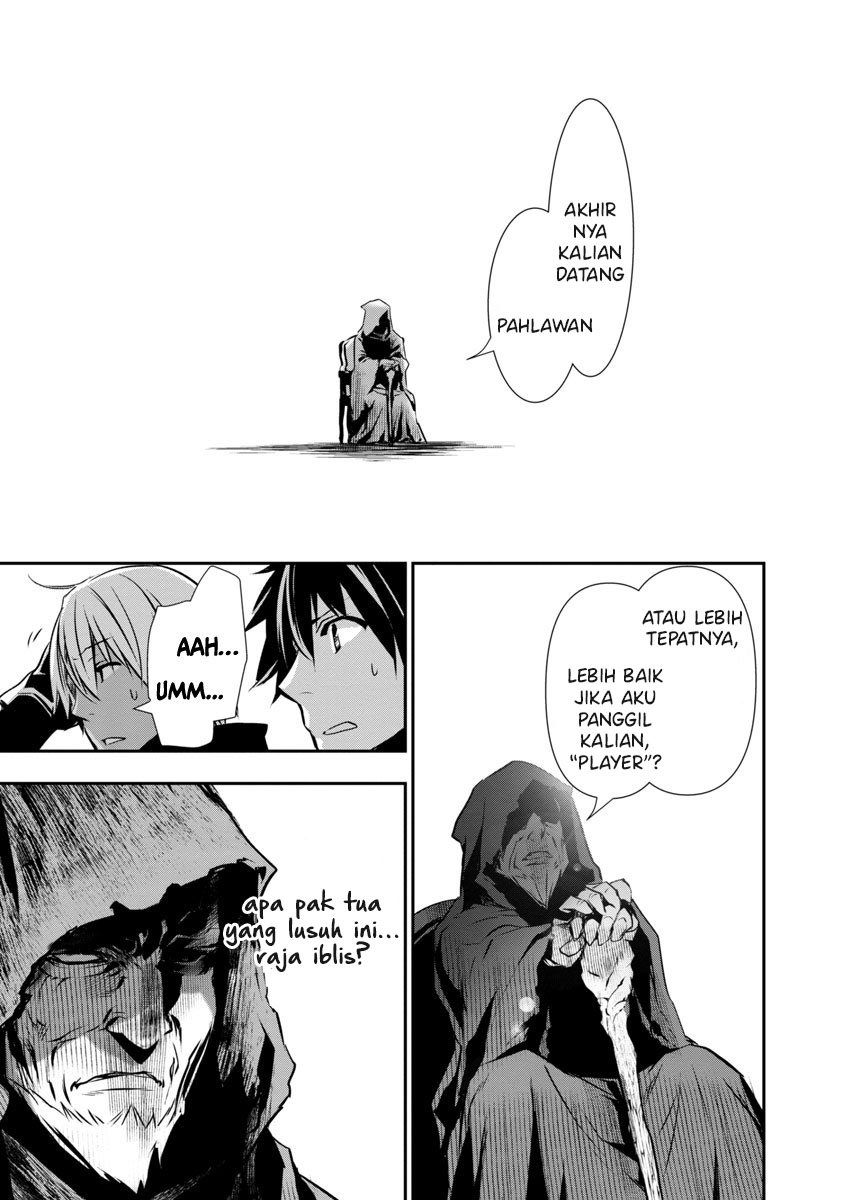 AKHIR
NYA
KALIAN
DATANG
PAHLAWAN
ATAU LEBIH
TEPATNYA,
LEBIH BAIK
JIKA AKU
PANGGIL
KALIAN,
"PLAYER"?
AAH...
UMM...
apa pak tua
yang lusuh ini...
raja iblis?